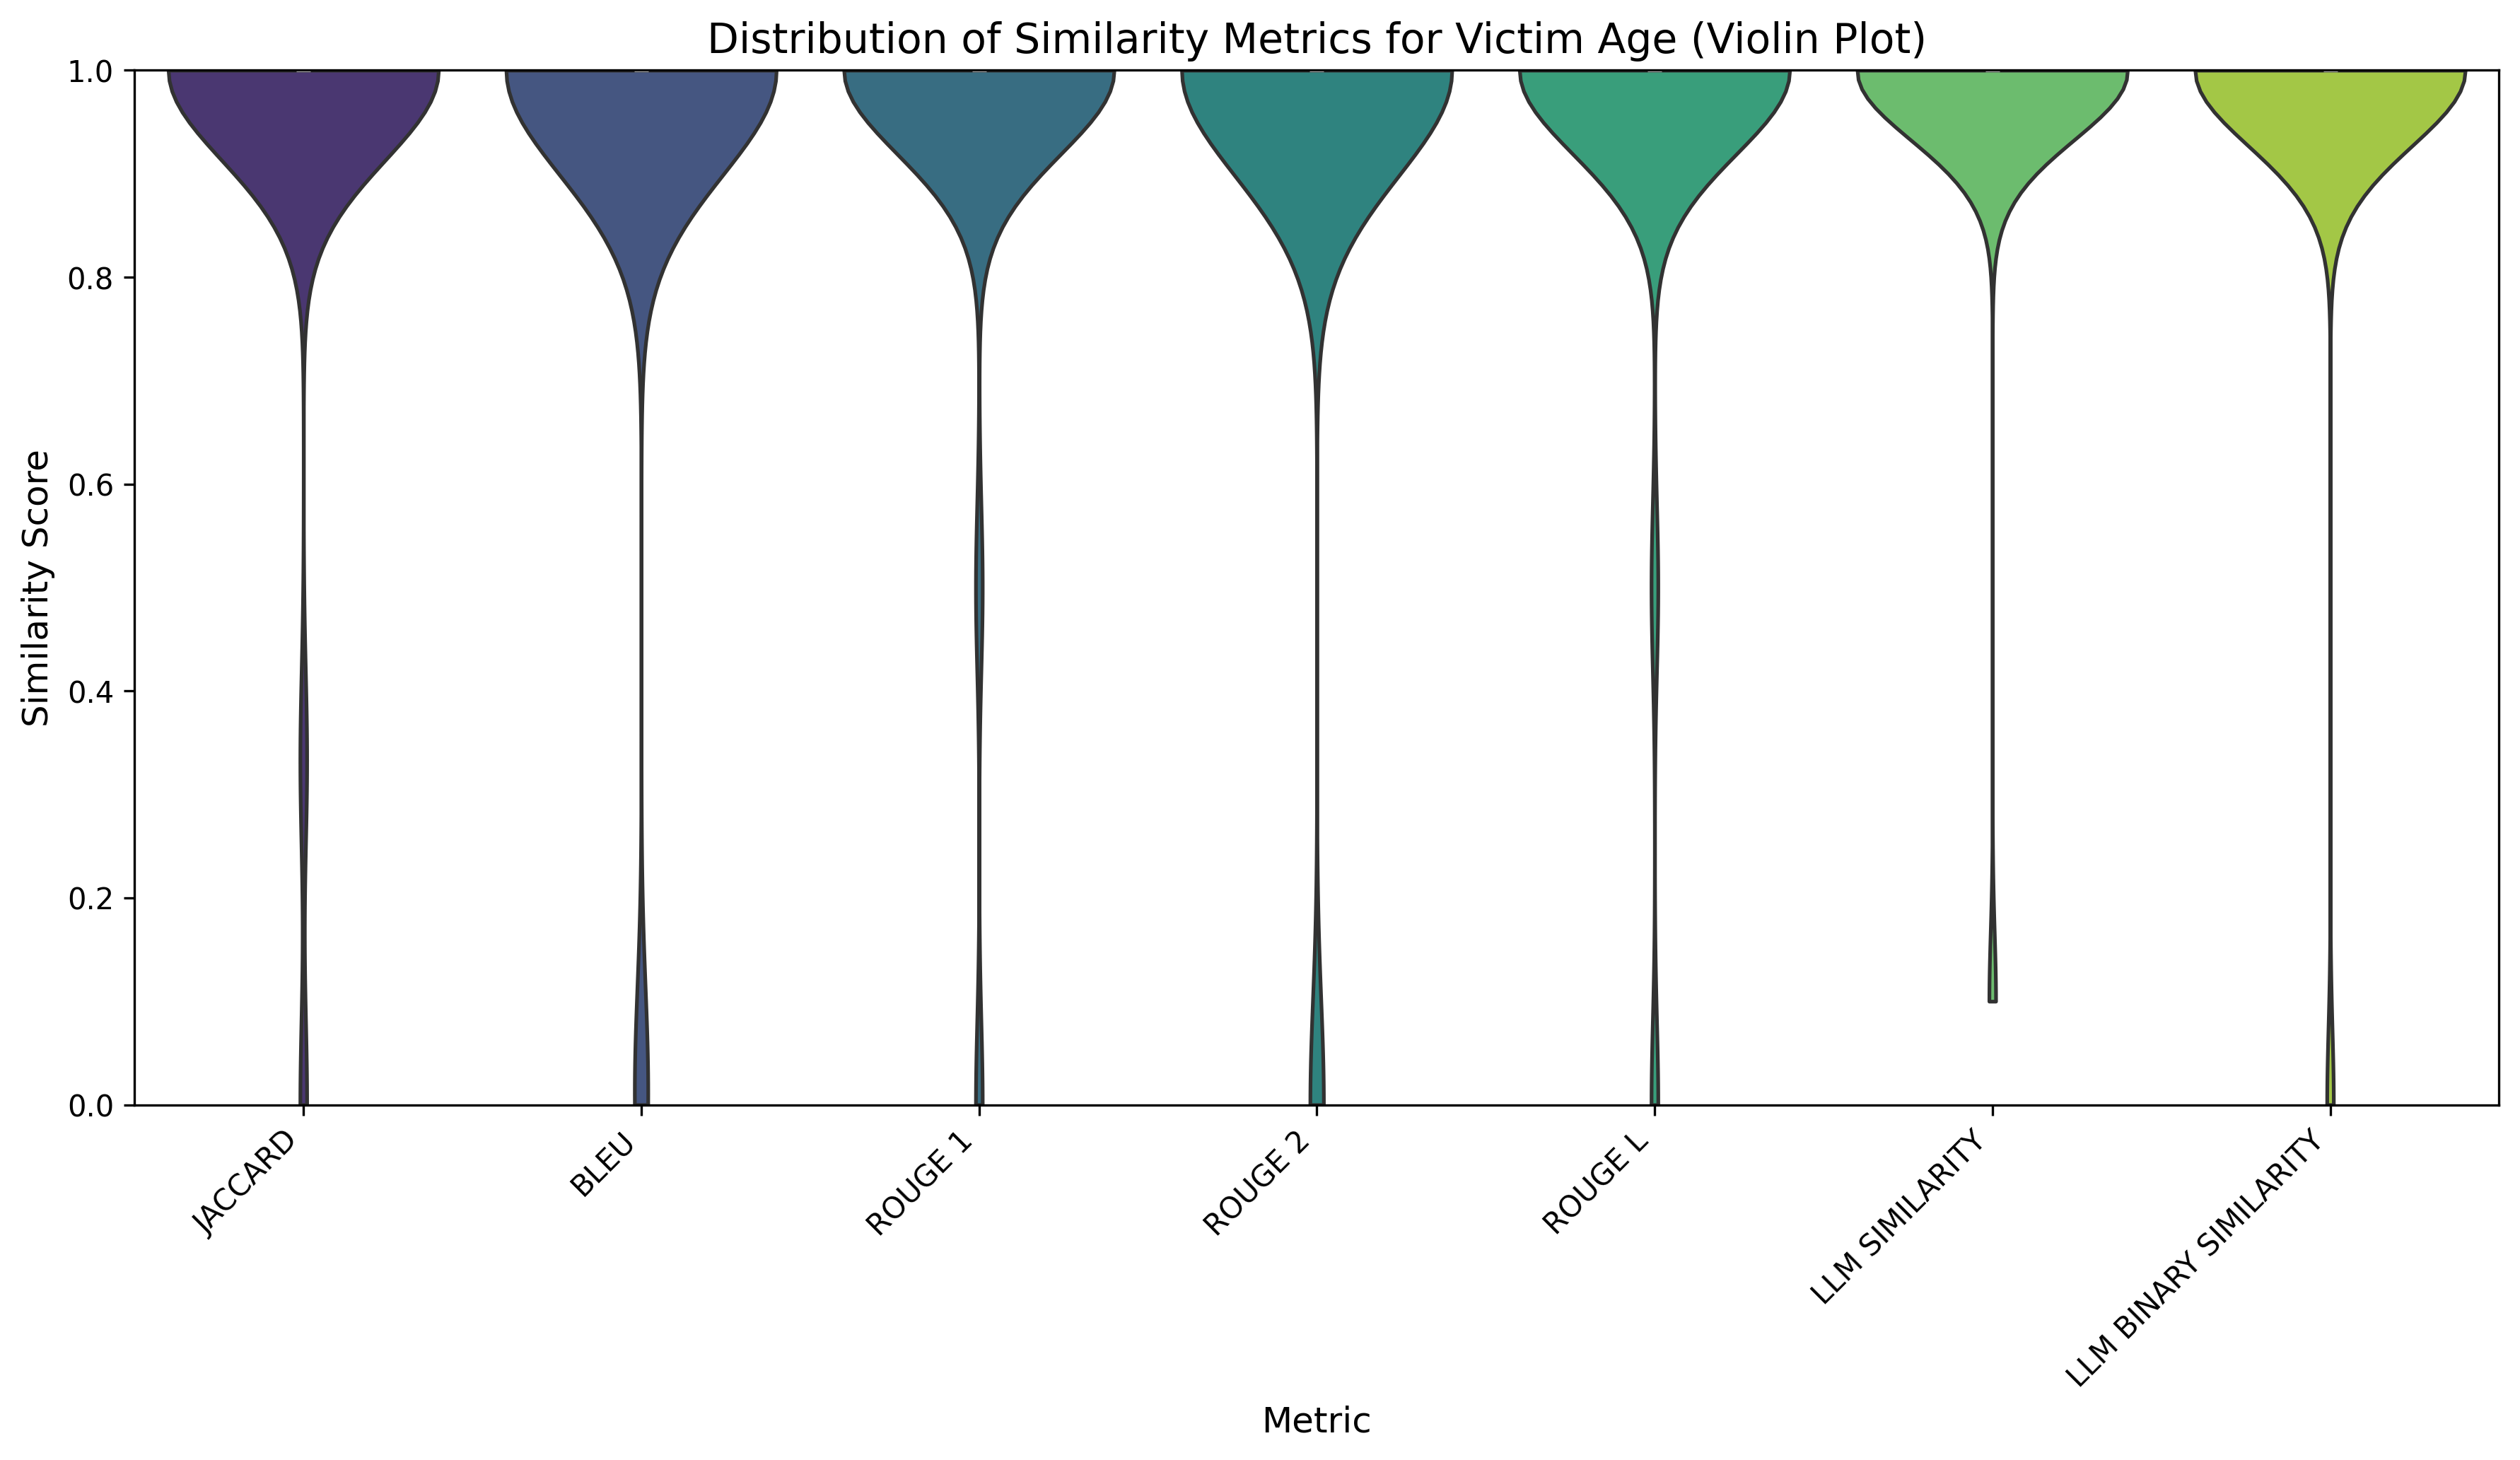 Distribution of Similarity Metrics for Victim Age (Violin Plot)
Similarity Score
1.0
0.8
0.6
0.4
0.2
0.0
JACCARD
BLEU
ROUGE 1
ROUGE 2
ROUGE L
LLM SIMILARITY
LLM BINARY SIMILARITY
Metric